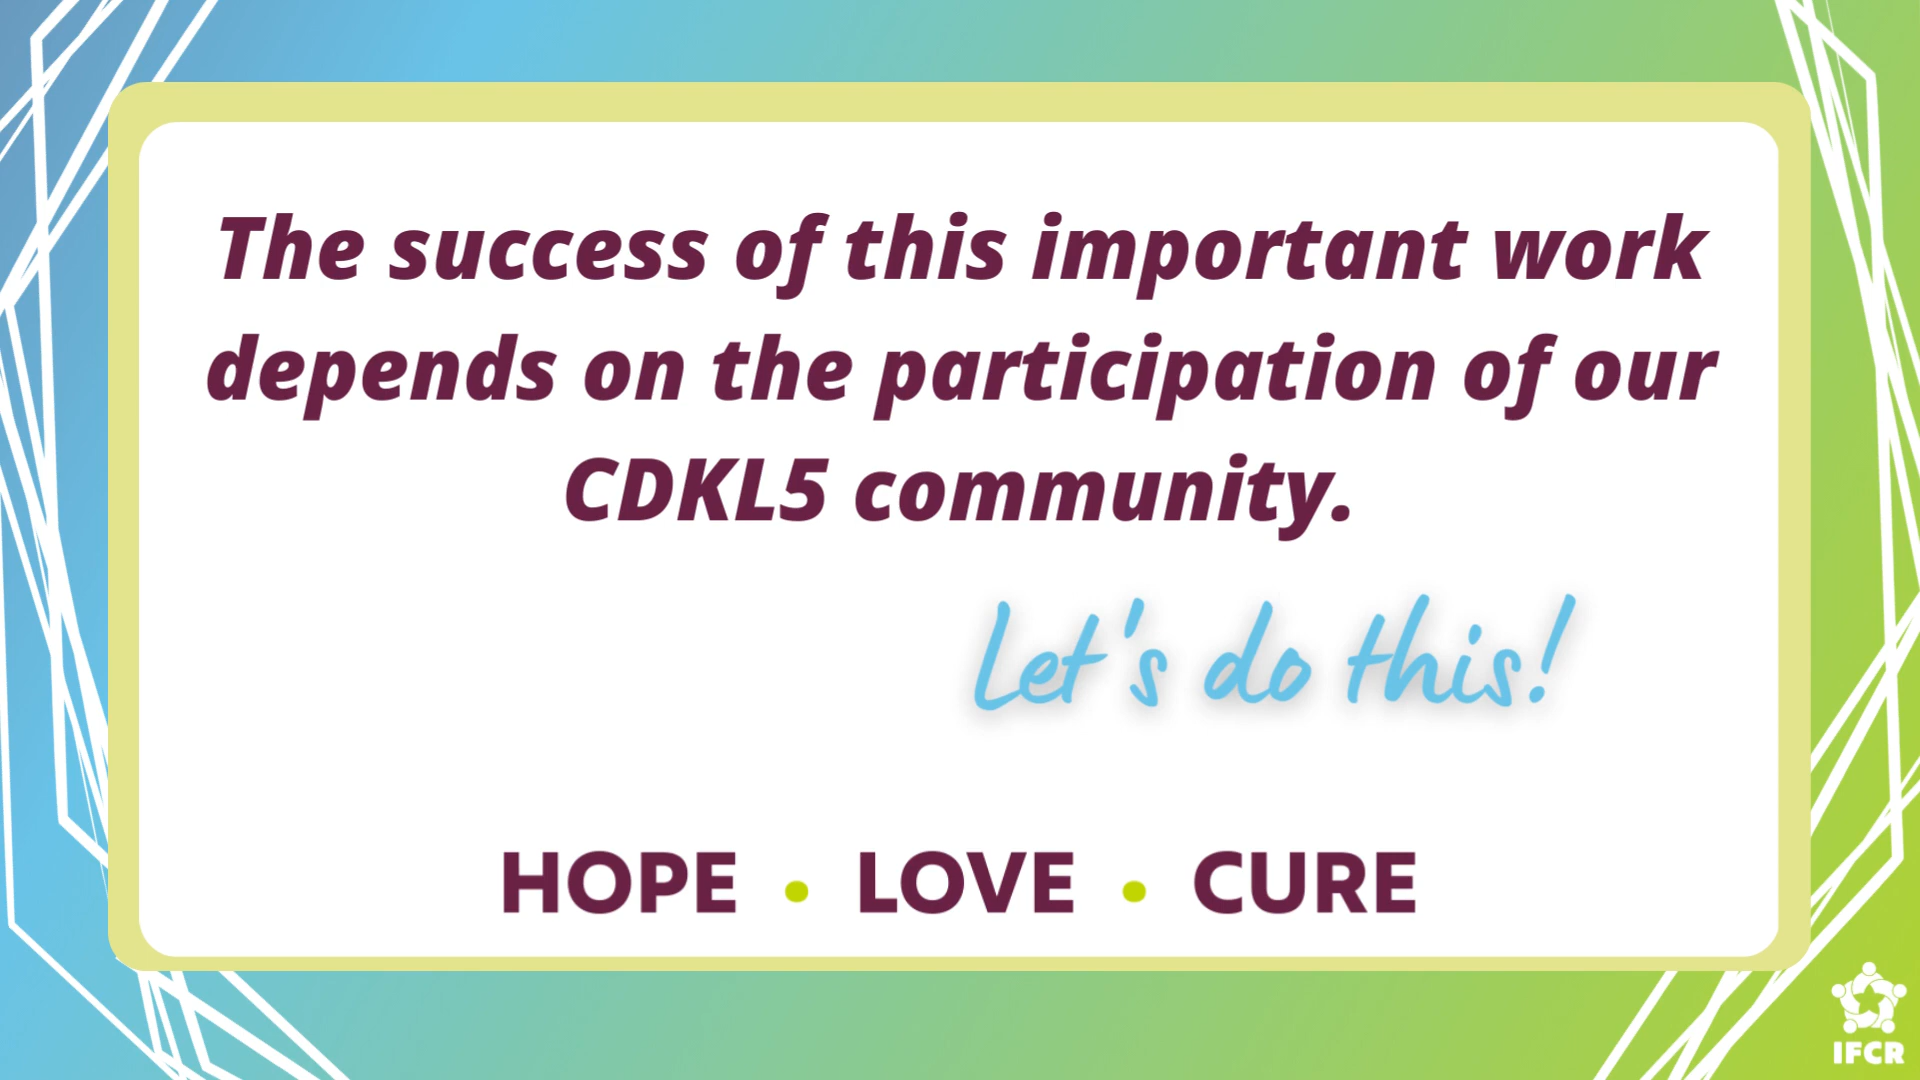 The success of this important work
depends on the participation of our
CDKL5 community.
Let's do this!
HOPE • LOVE • CURE
IFCR